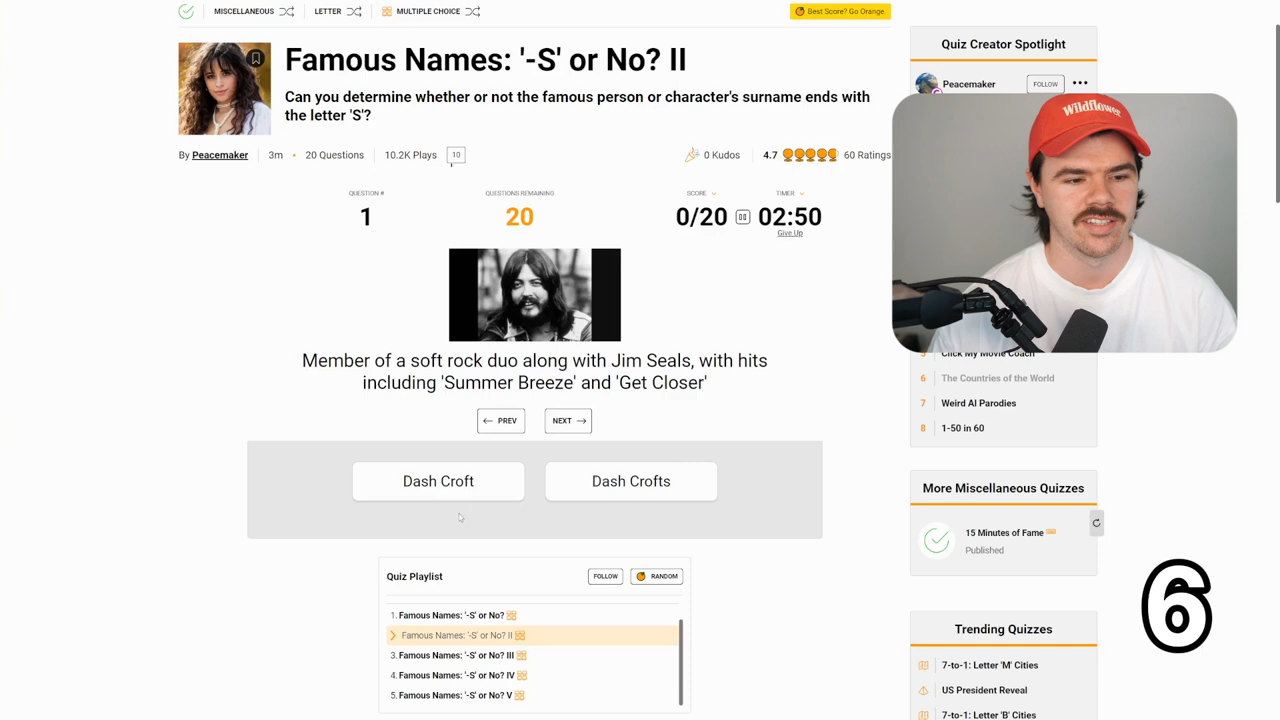 MISCELLANEOUS
LETTER
MULTIPLE CHOICE
Best Score? Go Orange.
Famous Names: '-S' or No? II
Can you determine whether or not the famous person or character's surname ends with
the letter 'S'?
By Peacemaker
3m • 20 Questions
10.2K Plays
10
0 Kudos
4.7
60 Ratings
QUESTION #
1
QUESTIONS REMAINING
20
SCORE
0/20
TIMER
02:50
Give Up
Member of a soft rock duo along with Jim Seals, with hits
including 'Summer Breeze' and 'Get Closer'
← PREV
NEXT →
Dash Croft
Dash Crofts
Quiz Playlist
FOLLOW
RANDOM
1. Famous Names: '-S' or No?
Famous Names: '-S' or No? II
3. Famous Names: '-S' or No? III
4. Famous Names: '-S' or No? IV
5. Famous Names: '-S' or No? V
Quiz Creator Spotlight
Peacemaker
FOLLOW
Wildflower
Click My Movie Coach
6 The Countries of the World
7 Weird Al Parodies
8 1-50 in 60
More Miscellaneous Quizzes
15 Minutes of Fame
Published
6
Trending Quizzes
7-to-1: Letter 'M' Cities
US President Reveal
7-to-1: Letter 'B' Cities